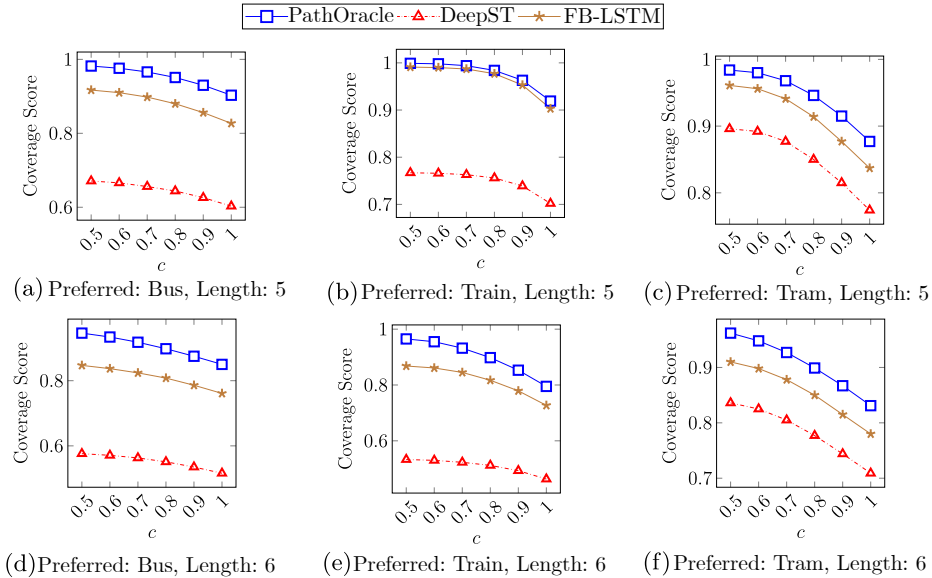 PathOracle DeepST FB-LSTM
1
0.8
0.6
Coverage Score
0.5 0.6 0.7 0.8 0.9 1
c
(a) Preferred: Bus, Length: 5
1
0.9
0.8
0.7
Coverage Score
0.5 0.6 0.7 0.8 0.9 1
c
(b) Preferred: Train, Length: 5
1
0.9
0.8
Coverage Score
0.5 0.6 0.7 0.8 0.9 1
c
(c) Preferred: Tram, Length: 5
0.8
0.6
Coverage Score
0.5 0.6 0.7 0.8 0.9 1
c
(d) Preferred: Bus, Length: 6
1
0.8
0.6
Coverage Score
0.5 0.6 0.7 0.8 0.9 1
c
(e) Preferred: Train, Length: 6
0.9
0.8
0.7
Coverage Score
0.5 0.6 0.7 0.8 0.9 1
c
(f) Preferred: Tram, Length: 6